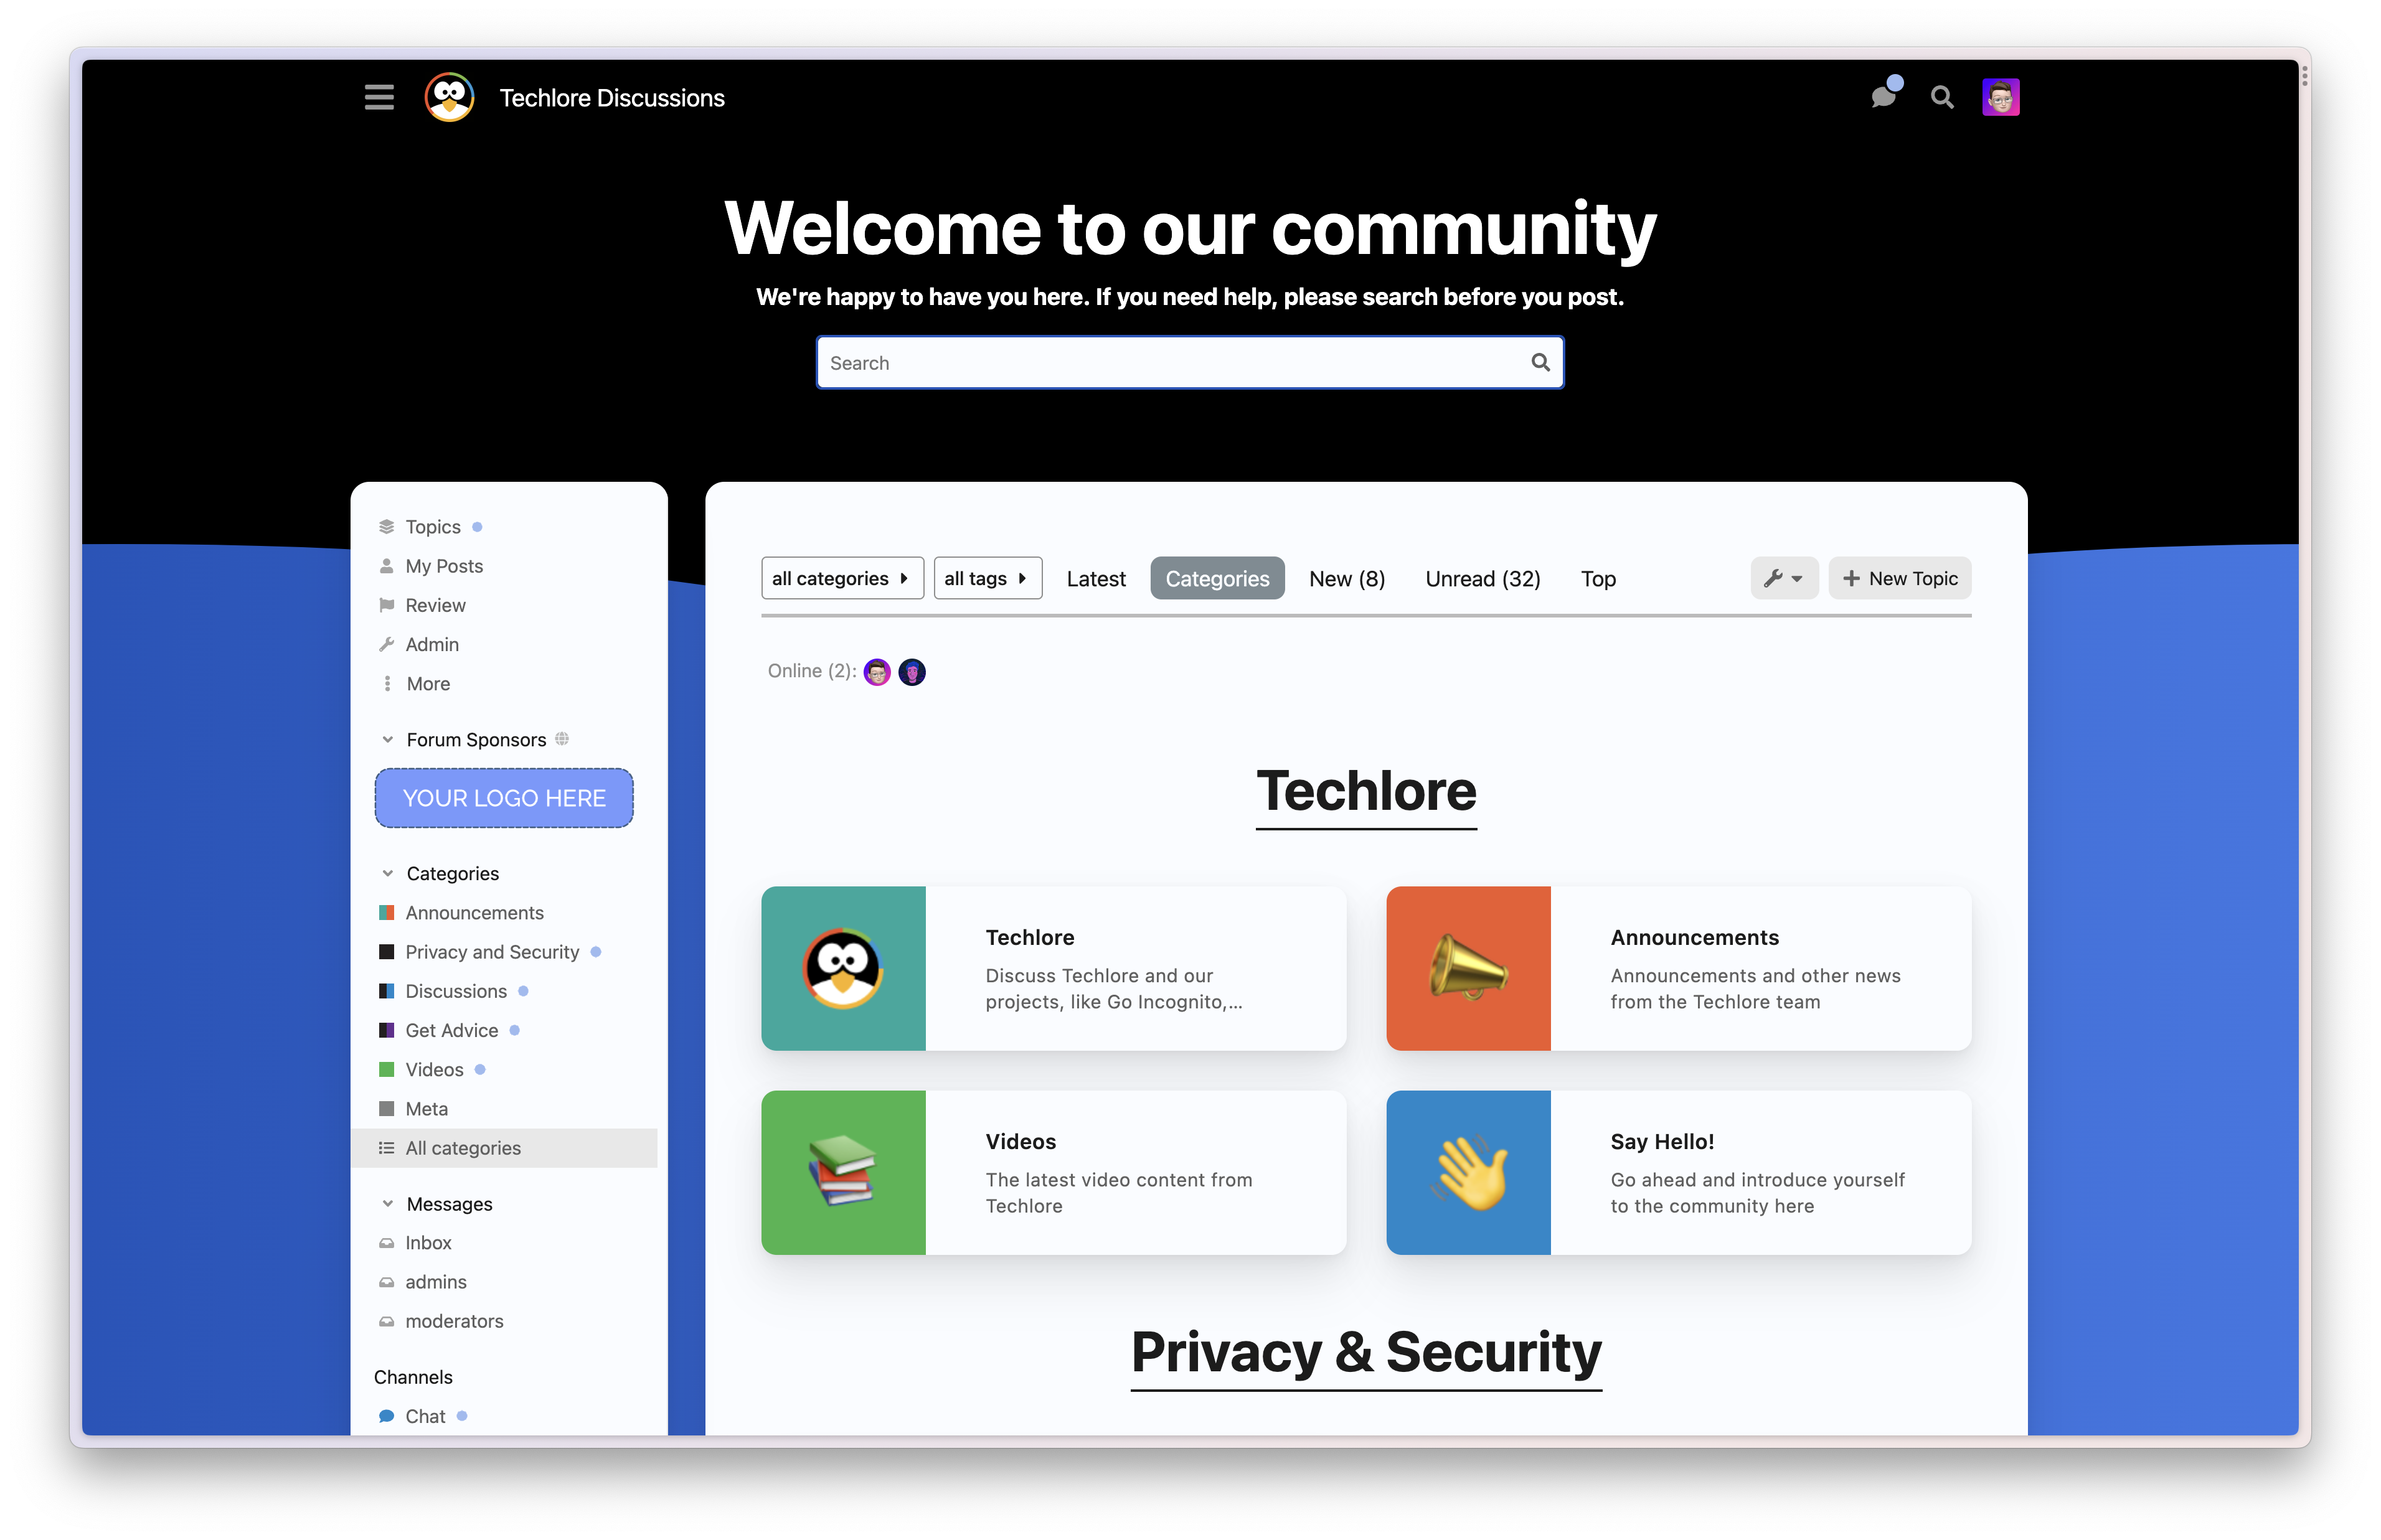 Techlore Discussions
Welcome to our community
We're happy to have you here. If you need help, please search before you post.
Search
Topics
My Posts
Review
Admin
More
Forum Sponsors
YOUR LOGO HERE
Categories
Announcements
Privacy and Security
Discussions
Get Advice
Videos
Meta
All categories
Messages
Inbox
admins
moderators
Channels
Chat
all categories all tags Latest Categories New (8) Unread (32) Top New Topic
Online (2):
Techlore
Techlore
Discuss Techlore and our
projects, like Go Incognito,...
Announcements
Announcements and other news
from the Techlore team
Videos
The latest video content from
Techlore
Say Hello!
Go ahead and introduce yourself
to the community here
Privacy & Security